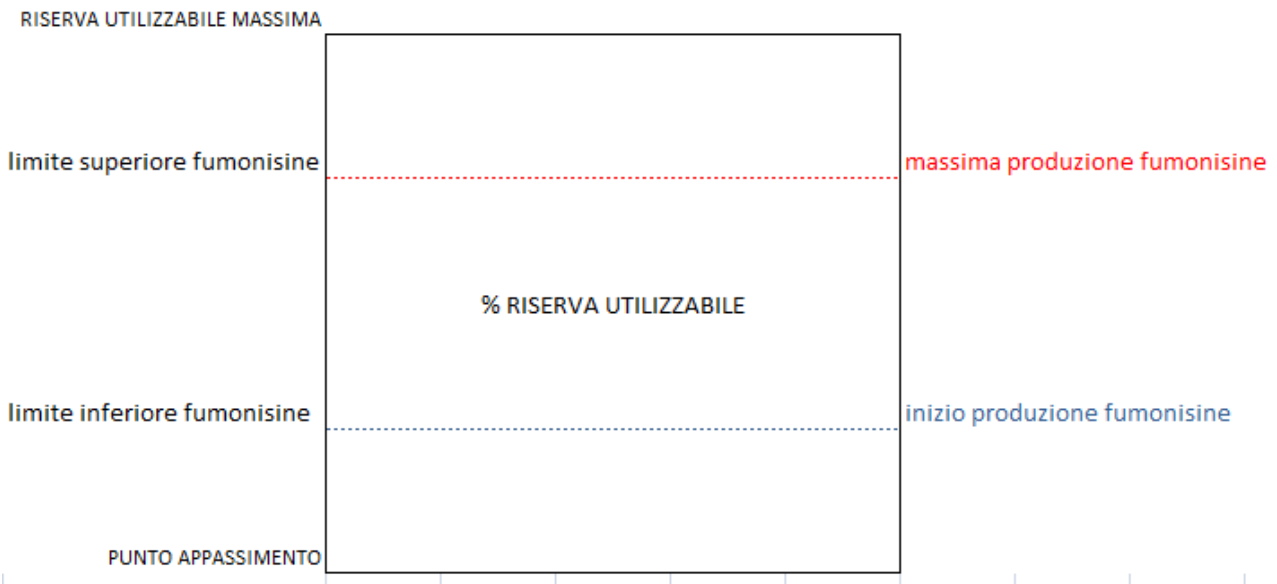 RISERVA UTILIZZABILE MASSIMA
limite superiore fumonisine
massima produzione fumonisine
% RISERVA UTILIZZABILE
limite inferiore fumonisine
inizio produzione fumonisine
PUNTO APPASSIMENTO